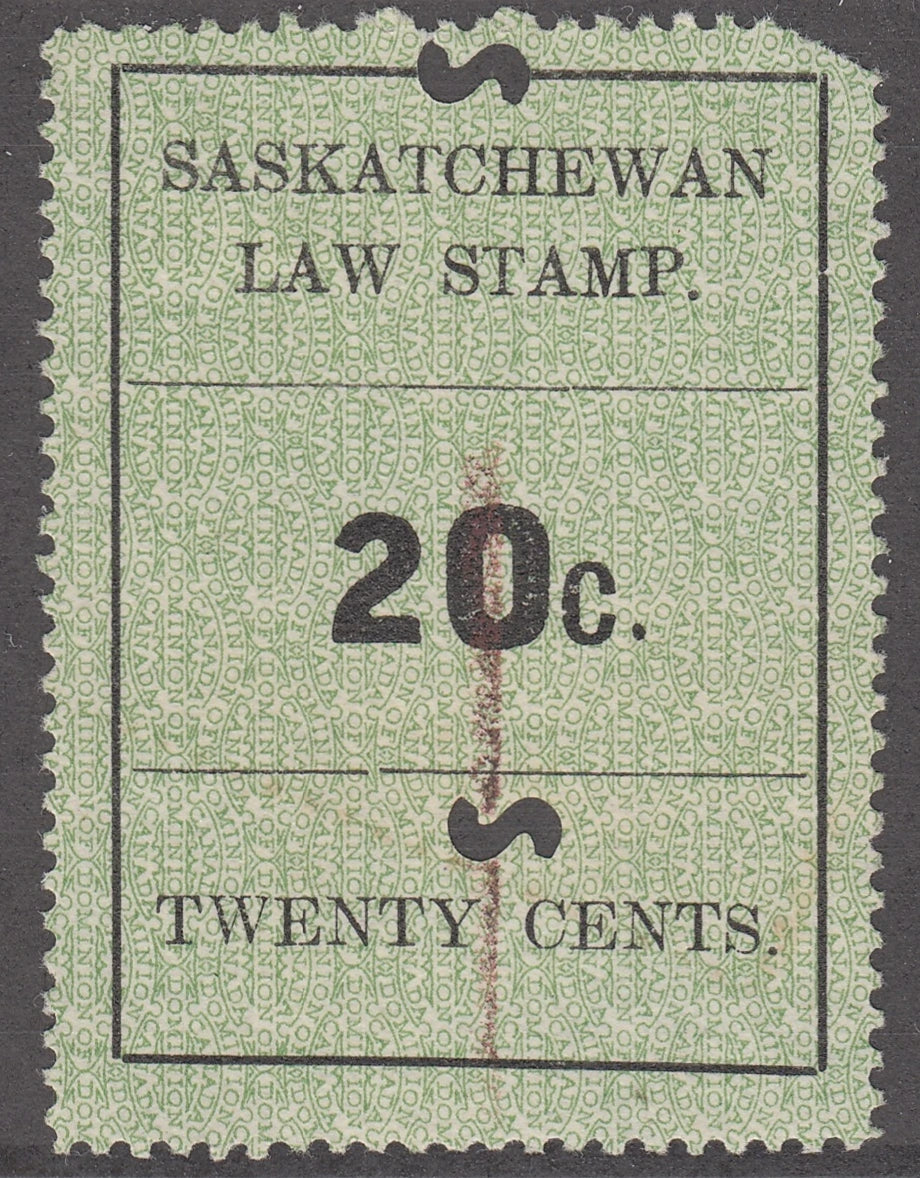 SASKATCHEWAN
LAW STAMP.
20c.
TWENTY CENTS.